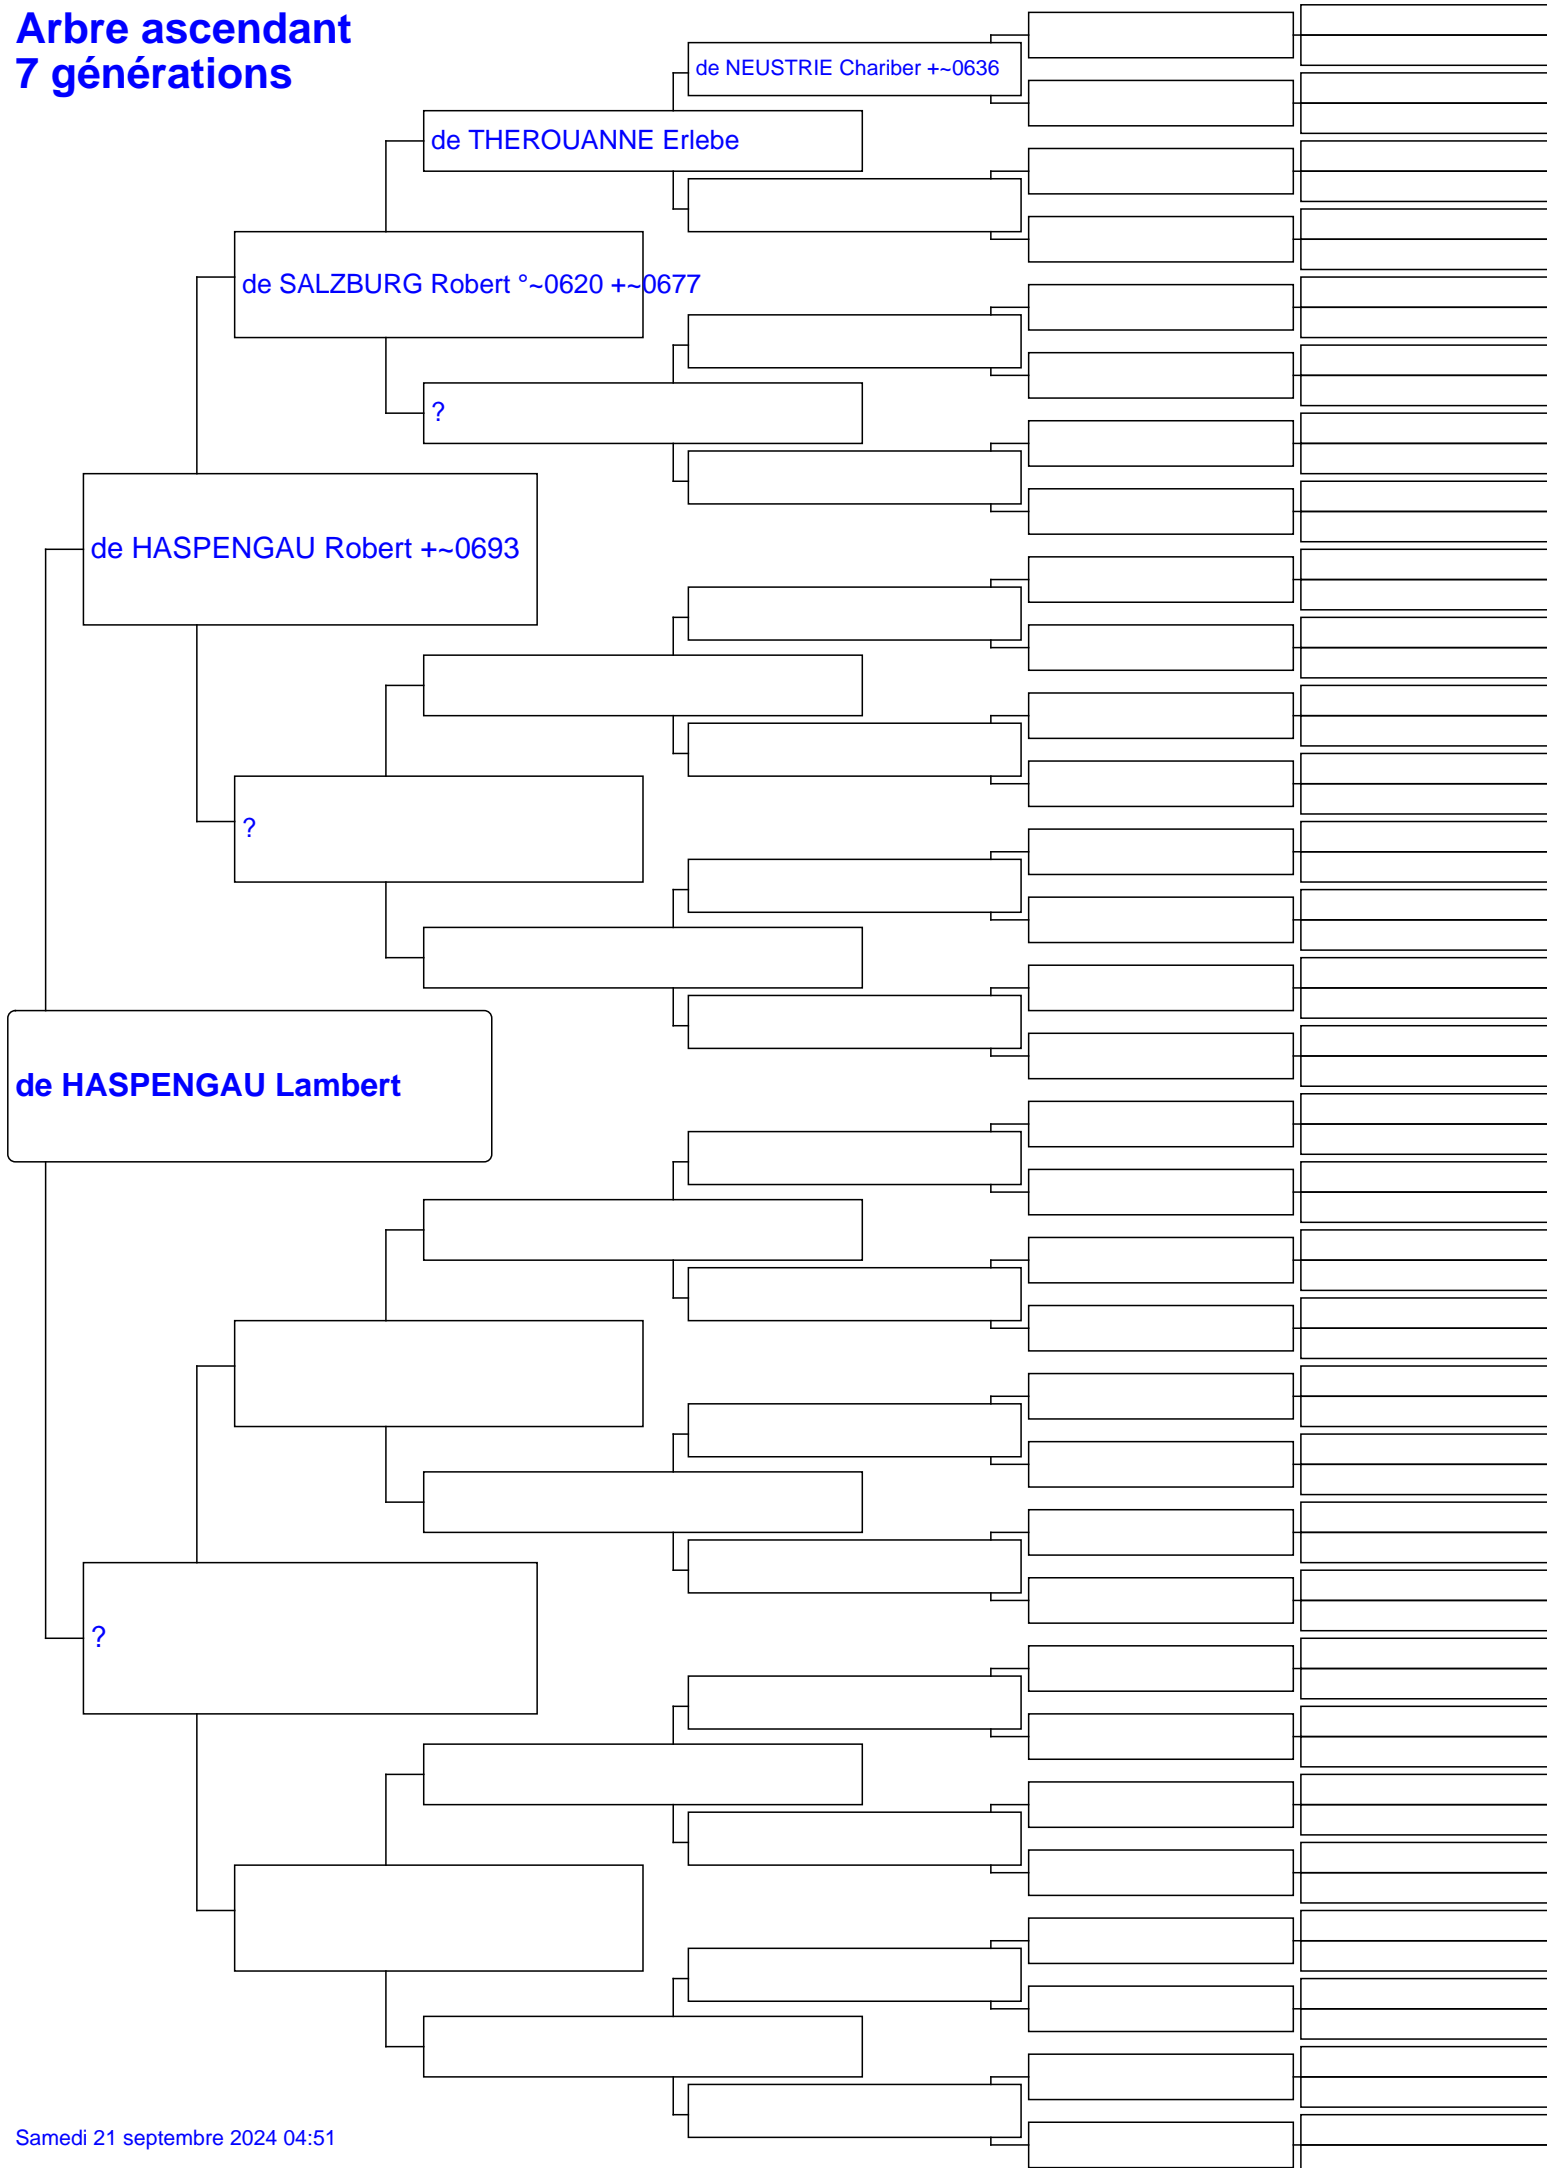 Arbre ascendant
7 générations
de NEUSTRIE Chariber +~0636
de THEROUANNE Erlebe
de SALZBURG Robert °~0620 +~0677
?
de HASPENGAU Robert +~0693
?
de HASPENGAU Lambert
?
Samedi 21 septembre 2024 04:51